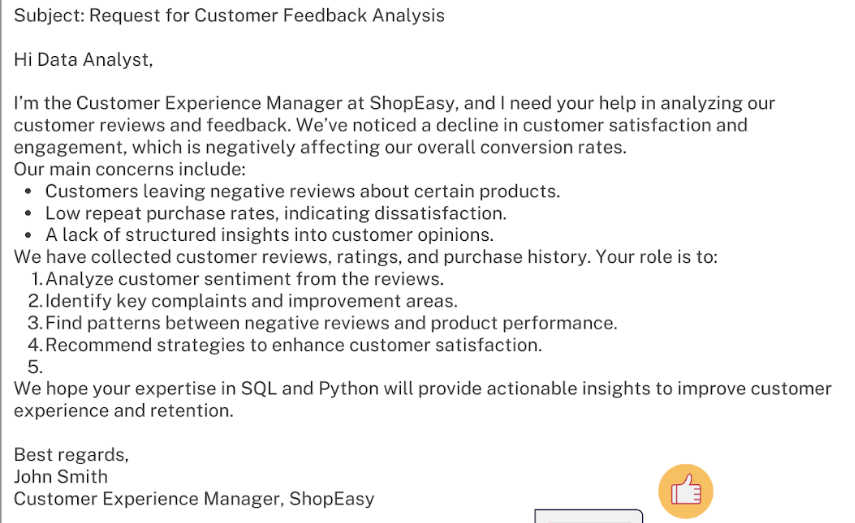 Subject: Request for Customer Feedback Analysis
Hi Data Analyst,
I'm the Customer Experience Manager at ShopEasy, and I need your help in analyzing our
customer reviews and feedback. We've noticed a decline in customer satisfaction and
engagement, which is negatively affecting our overall conversion rates.
Our main concerns include:
• Customers leaving negative reviews about certain products.
• Low repeat purchase rates, indicating dissatisfaction.
• A lack of structured insights into customer opinions.
We have collected customer reviews, ratings, and purchase history. Your role is to:
1. Analyze customer sentiment from the reviews.
2. Identify key complaints and improvement areas.
3. Find patterns between negative reviews and product performance.
4. Recommend strategies to enhance customer satisfaction.
5.
We hope your expertise in SQL and Python will provide actionable insights to improve customer
experience and retention.
Best regards,
John Smith
Customer Experience Manager, ShopEasy